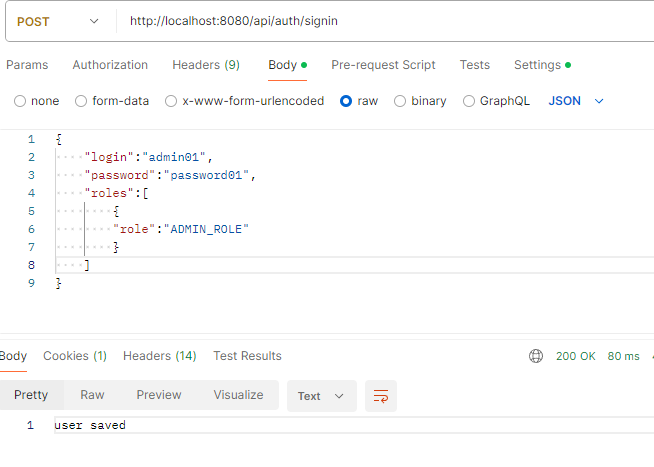 POST http://localhost:8080/api/auth/signin
Params Authorization Headers (9) Body Pre-request Script Tests Settings
none form-data x-www-form-urlencoded raw binary GraphQL JSON
1 {
2 "login":"admin01",
3 "password":"password01",
4 "roles":[
5 {
6 "role":"ADMIN_ROLE"
7 }
8 ]
9 }
Body Cookies (1) Headers (14) Test Results 200 OK 80 ms
Pretty Raw Preview Visualize Text
1 user saved